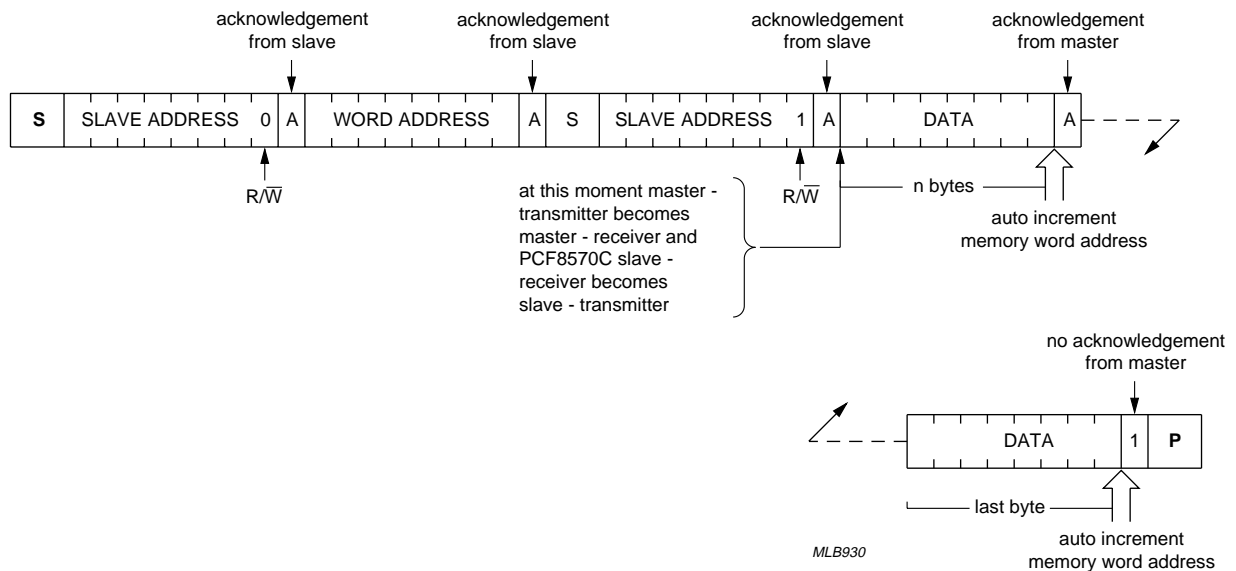 acknowledgement
from slave
acknowledgement
from slave
acknowledgement
from slave
acknowledgement
from master
S SLAVE ADDRESS 0 A WORD ADDRESS A S SLAVE ADDRESS 1 A DATA A
R/W̅
R/W̅
n bytes
at this moment master -
transmitter becomes
master - receiver and
PCF8570C slave -
receiver becomes
slave - transmitter
auto increment
memory word address
no acknowledgement
from master
DATA 1 P
last byte
auto increment
memory word address
MLB930